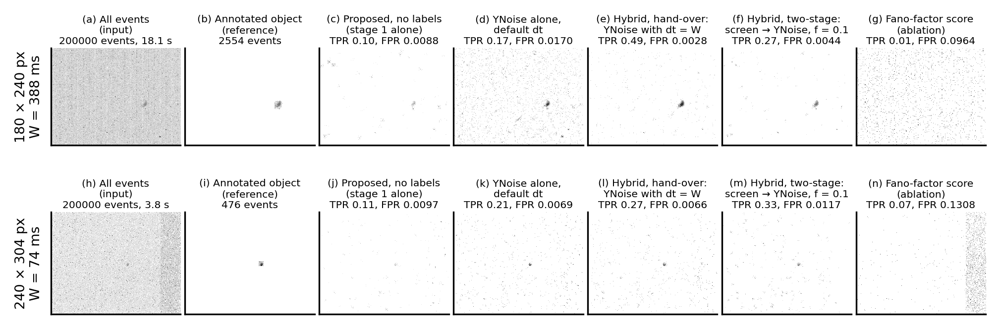 (a) All events
(input)
200000 events, 18.1 s
(b) Annotated object
(reference)
2554 events
(c) Proposed, no labels
(stage 1 alone)
TPR 0.10, FPR 0.0088
(d) YNoise alone,
default dt
TPR 0.17, FPR 0.0170
(e) Hybrid, hand-over:
YNoise with dt = W
TPR 0.49, FPR 0.0028
(f) Hybrid, two-stage:
screen → YNoise, f = 0.1
TPR 0.27, FPR 0.0044
(g) Fano-factor score
(ablation)
TPR 0.01, FPR 0.0964
180 × 240 px
W = 388 ms
(h) All events
(input)
200000 events, 3.8 s
(i) Annotated object
(reference)
476 events
(j) Proposed, no labels
(stage 1 alone)
TPR 0.11, FPR 0.0097
(k) YNoise alone,
default dt
TPR 0.21, FPR 0.0069
(l) Hybrid, hand-over:
YNoise with dt = W
TPR 0.27, FPR 0.0066
(m) Hybrid, two-stage:
screen → YNoise, f = 0.1
TPR 0.33, FPR 0.0117
(n) Fano-factor score
(ablation)
TPR 0.07, FPR 0.1308
240 × 304 px
W = 74 ms